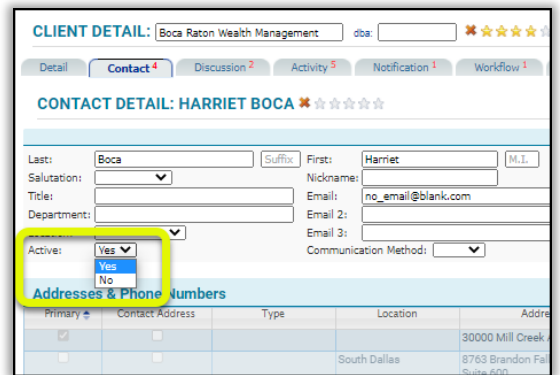 CLIENT DETAIL: Boca Raton Wealth Management dba:
Detail Contact 4 Discussion 2 Activity 5 Notification 1 Workflow 1
CONTACT DETAIL: HARRIET BOCA
Last: Boca Suffix First: Harriet M.I.
Salutation: Nickname:
Title: Email: no_email@blank.com
Department: Email 2:
Email 3:
Active: Yes Communication Method:
Yes
No
Addresses & Phone Numbers
Primary Contact Address Type Location Addre
30000 Mill Creek
South Dallas 8763 Brandon Fall
Suite 600